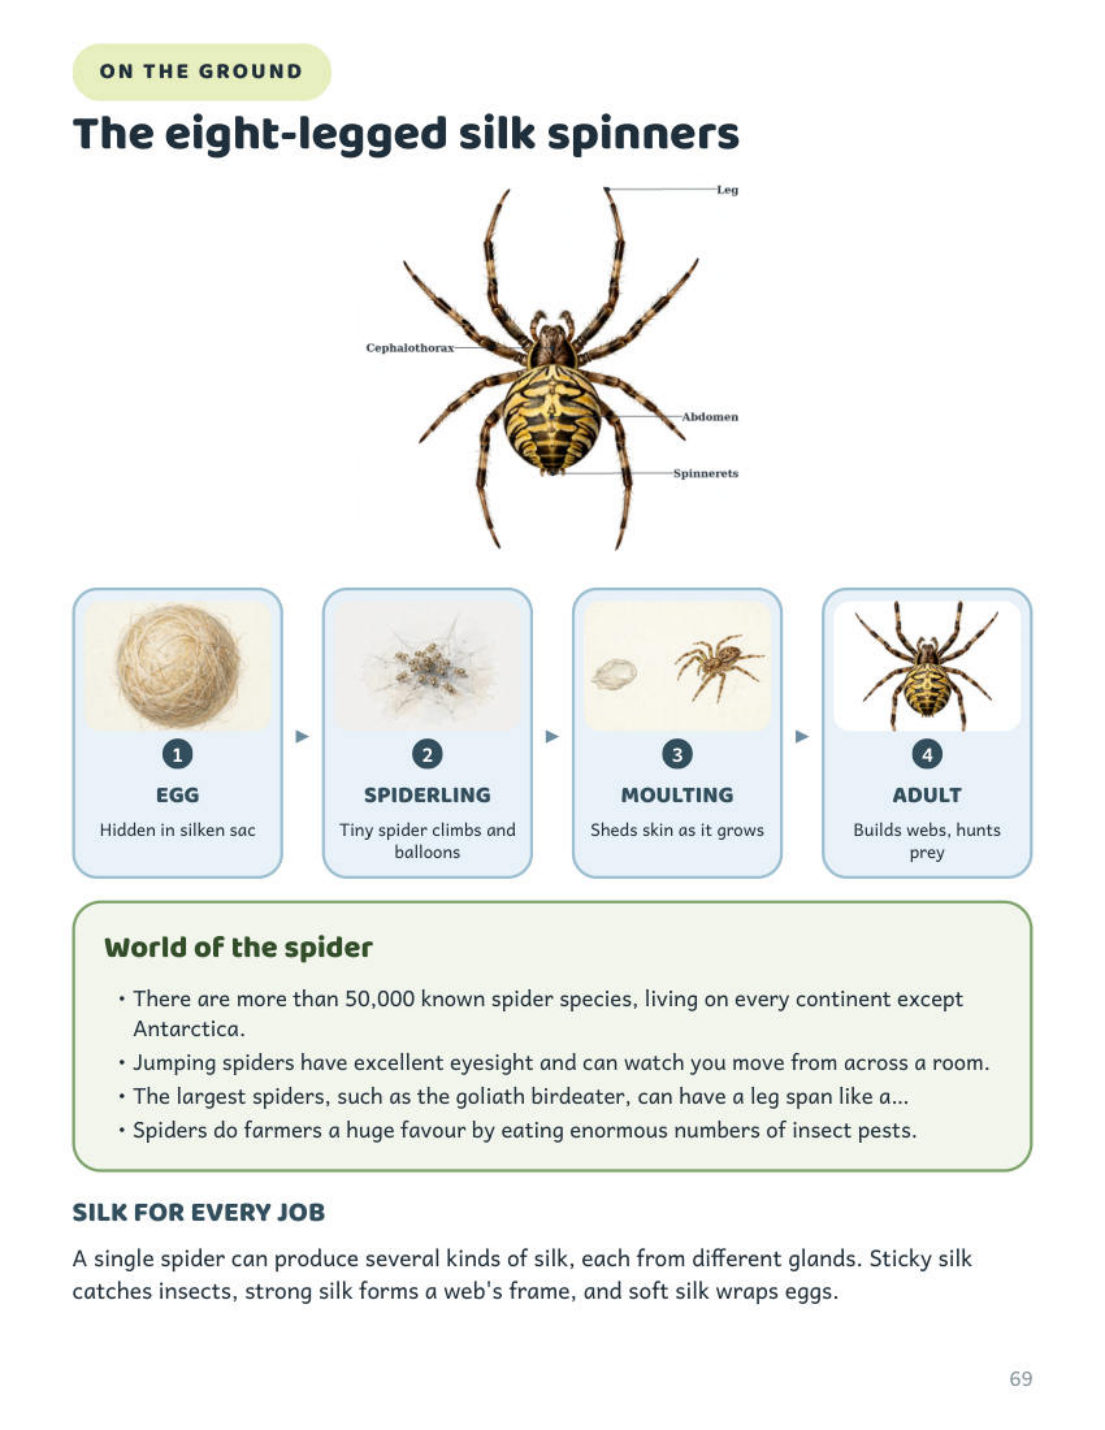 ON THE GROUND
The eight-legged silk spinners
Leg
Cephalothorax
Abdomen
Spinnerets
1
EGG
Hidden in silken sac
2
SPIDERLING
Tiny spider climbs and
balloons
3
MOULTING
Sheds skin as it grows
4
ADULT
Builds webs, hunts
prey
World of the spider
• There are more than 50,000 known spider species, living on every continent except
Antarctica.
• Jumping spiders have excellent eyesight and can watch you move from across a room.
• The largest spiders, such as the goliath birdeater, can have a leg span like a...
• Spiders do farmers a huge favour by eating enormous numbers of insect pests.
SILK FOR EVERY JOB
A single spider can produce several kinds of silk, each from different glands. Sticky silk
catches insects, strong silk forms a web's frame, and soft silk wraps eggs.
69